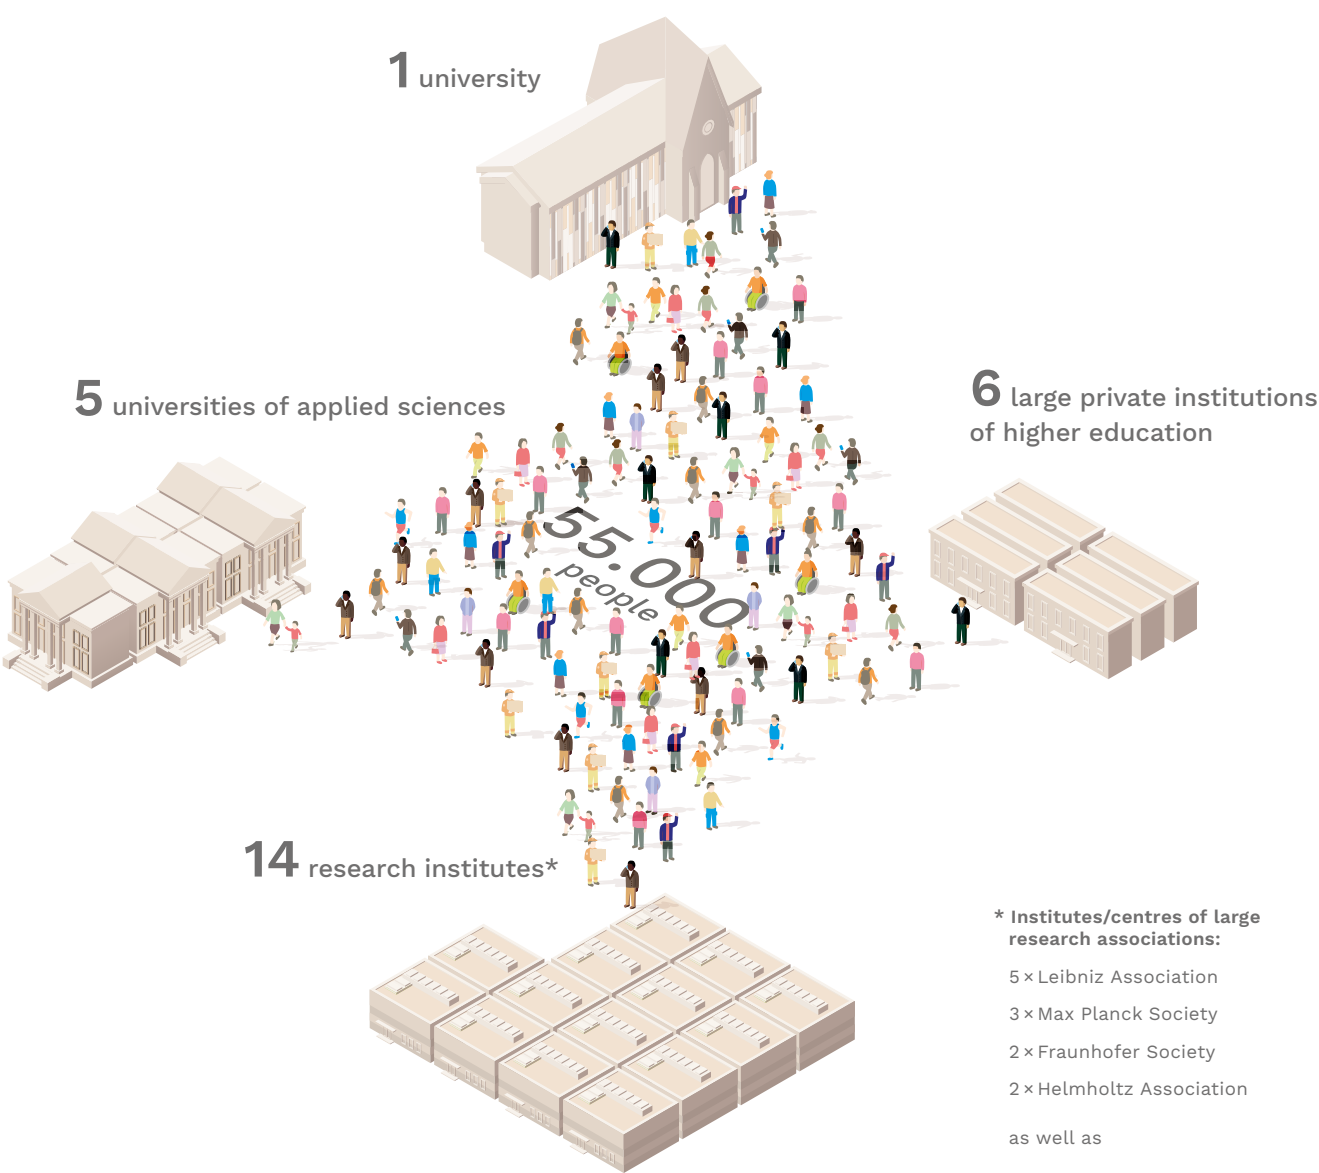 1 university
5 universities of applied sciences
6 large private institutions
of higher education
55.000
people
14 research institutes*
* Institutes/centres of large
research associations:
5 × Leibniz Association
3 × Max Planck Society
2 × Fraunhofer Society
2 × Helmholtz Association
as well as